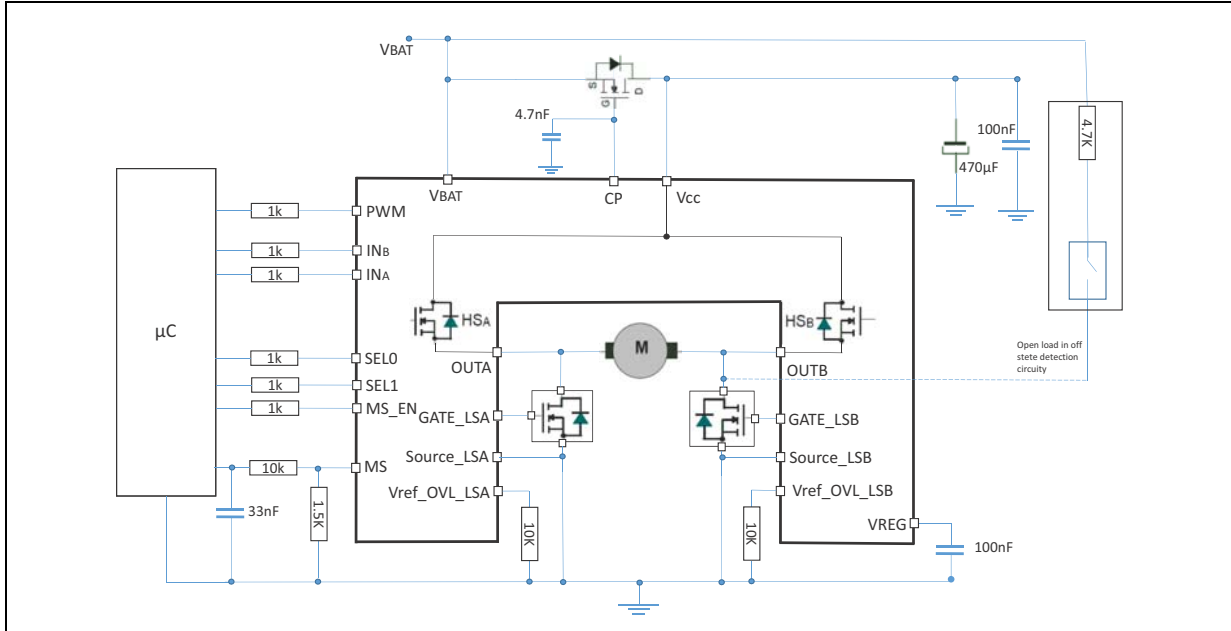 VBAT
S
D
G
4.7nF
4.7K
100nF
470µF
VBAT
CP
Vcc
1k
PWM
1k
INB
1k
INA
HSA
HSB
µC
M
1k
SEL0
OUTA
OUTB
Open load in off
stete detection
circuity
1k
SEL1
1k
MS_EN
GATE_LSA
GATE_LSB
Source_LSA
Source_LSB
10k
MS
Vref_OVL_LSA
Vref_OVL_LSB
33nF
1.5K
10K
10K
VREG
100nF